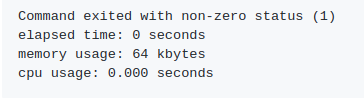 Command exited with non-zero status (1)
elapsed time: 0 seconds
memory usage: 64 kbytes
cpu usage: 0.000 seconds